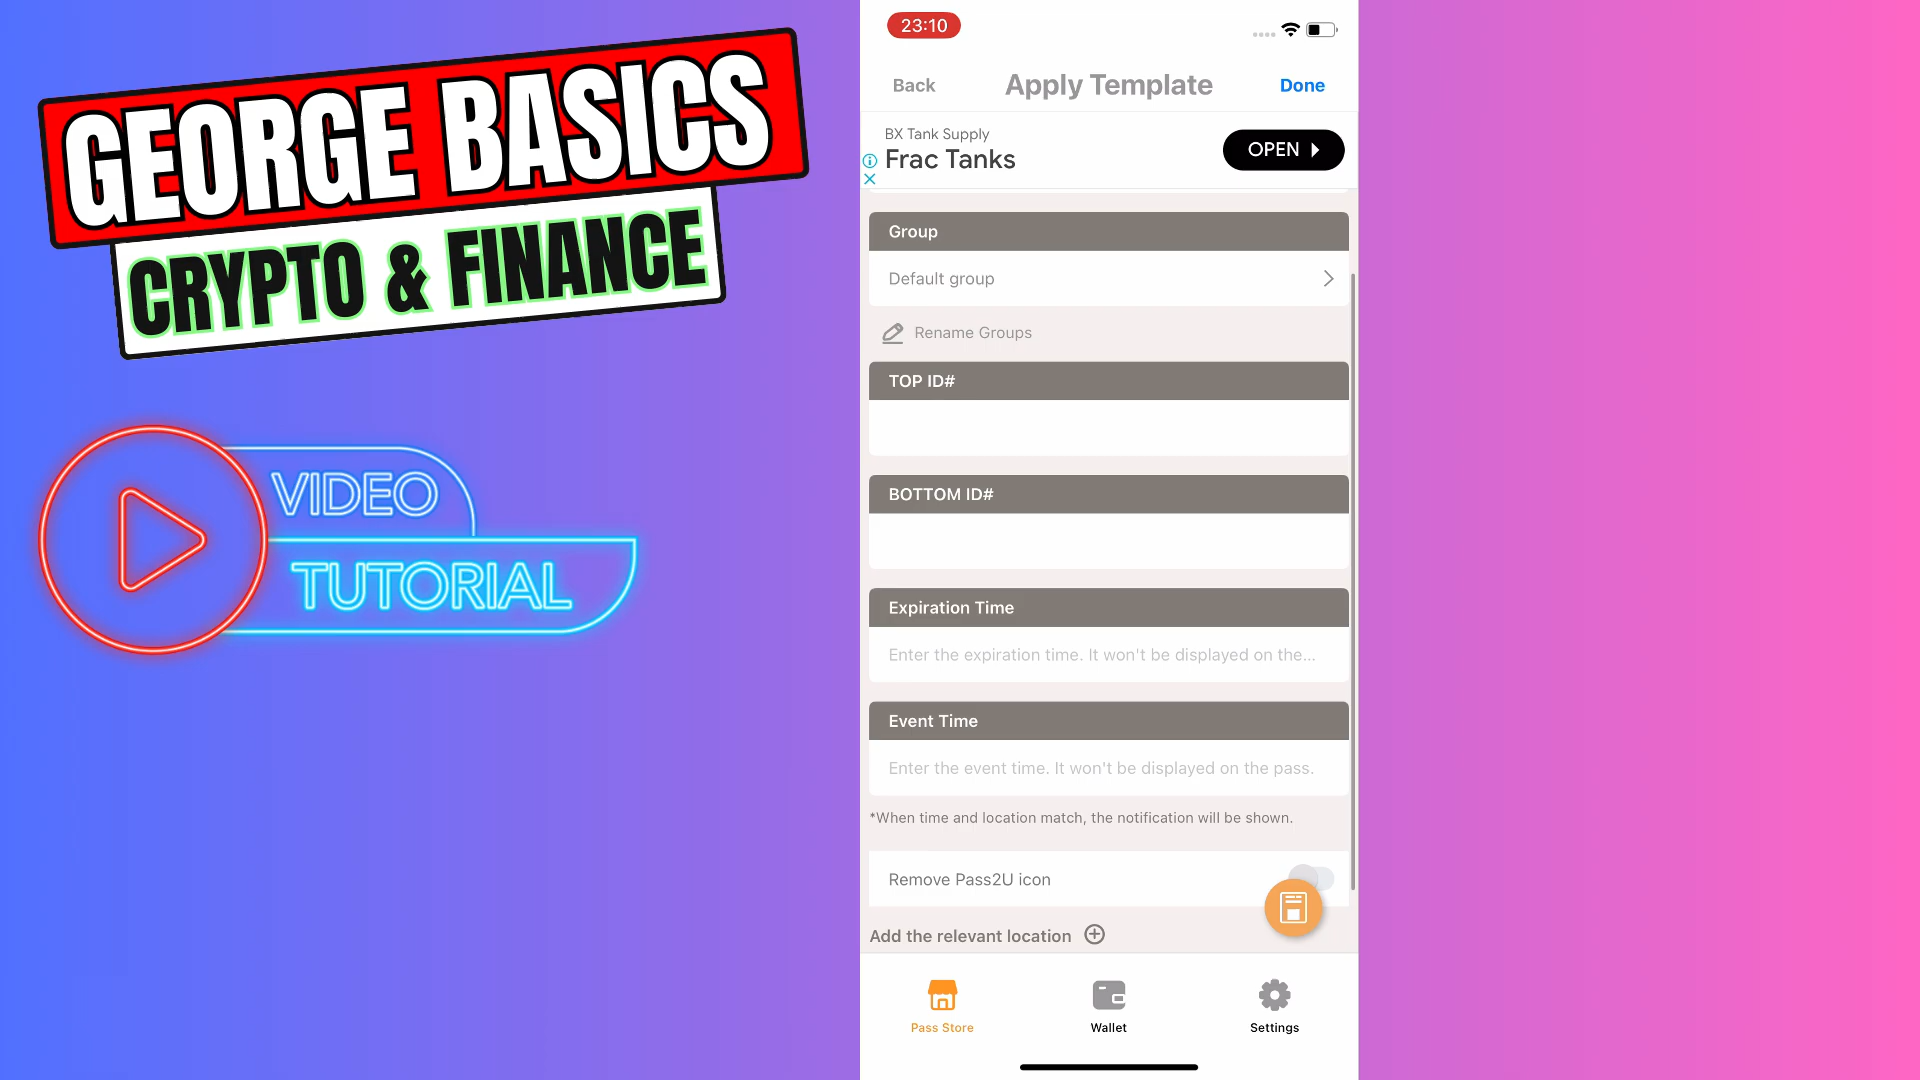 GEORGE BASICS
CRYPTO & FINANCE
VIDEO
TUTORIAL
23:10
Back
Apply Template
Done
BX Tank Supply
Frac Tanks
OPEN
Group
Default group
Rename Groups
TOP ID#
BOTTOM ID#
Expiration Time
Enter the expiration time. It won't be displayed on the...
Event Time
Enter the event time. It won't be displayed on the pass.
*When time and location match, the notification will be shown.
Remove Pass2U icon
Add the relevant location
Pass Store
Wallet
Settings